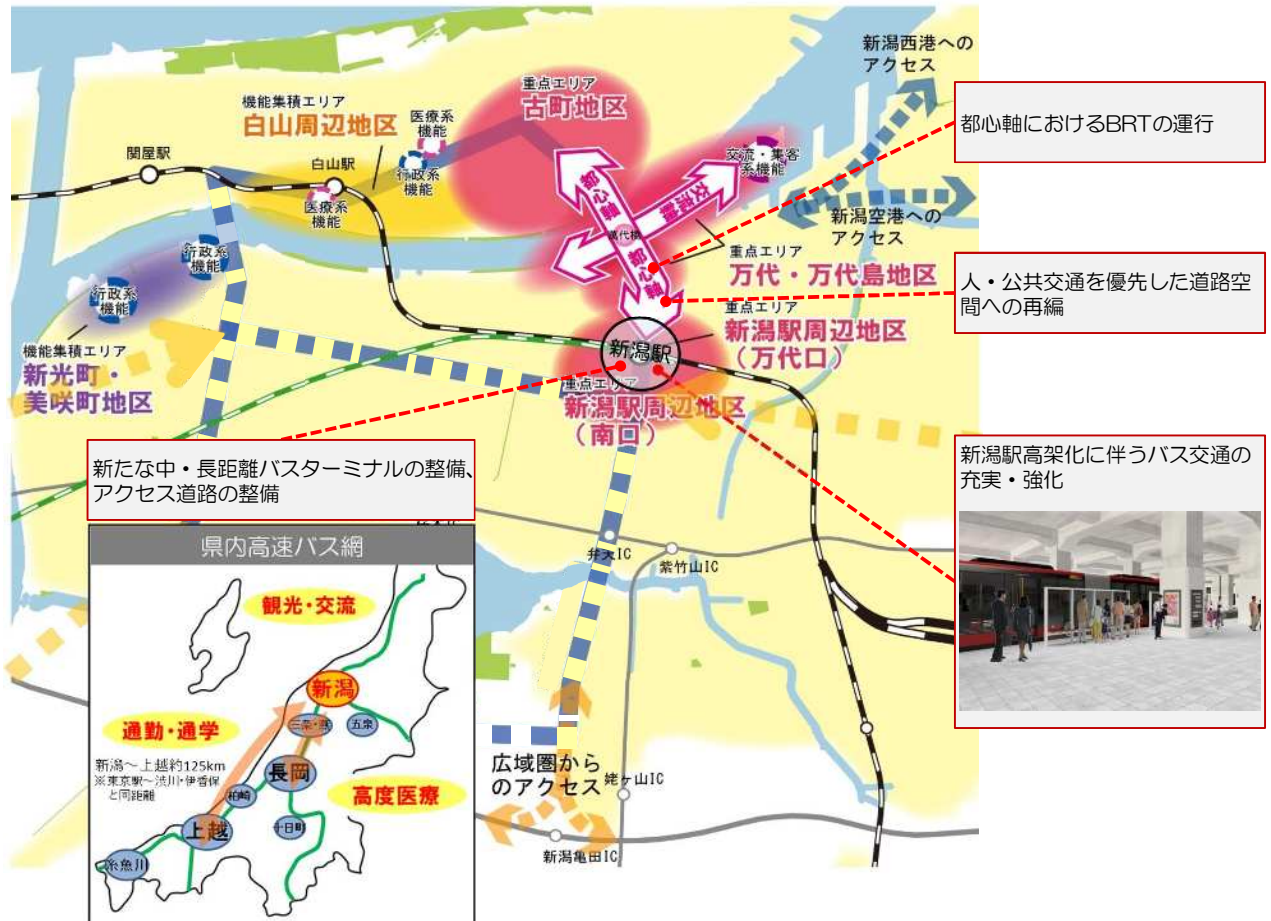 新潟西港への
アクセス
重点エリア
古町地区
機能集積エリア
白山周辺地区
医療系
機能
都心軸におけるBRTの運行
関屋駅
白山駅
行政系
機能
交流・集客
系機能
医療系
機能
都心軸
交流軸
萬代橋
新潟空港への
アクセス
行政系
機能
都心軸
重点エリア
万代・万代島地区
行政系
機能
人・公共交通を優先した道路空
間への再編
重点エリア
新潟駅周辺地区
(万代口)
機能集積エリア
新光町・
美咲町地区
新潟駅
重点エリア
新潟駅周辺地区
(南口)
新たな中・長距離バスターミナルの整備、
アクセス道路の整備
新潟駅高架化に伴うバス交通の
充実・強化
弁天IC
紫竹山IC
県内高速バス網
観光・交流
新潟
三条・燕
五泉
通勤・通学
新潟~上越約125km
※東京駅~渋川・伊香保
と同距離
長岡
柏崎
高度医療
上越
十日町
糸魚川
広域圏から
のアクセス
姥ヶ山IC
新潟亀田IC